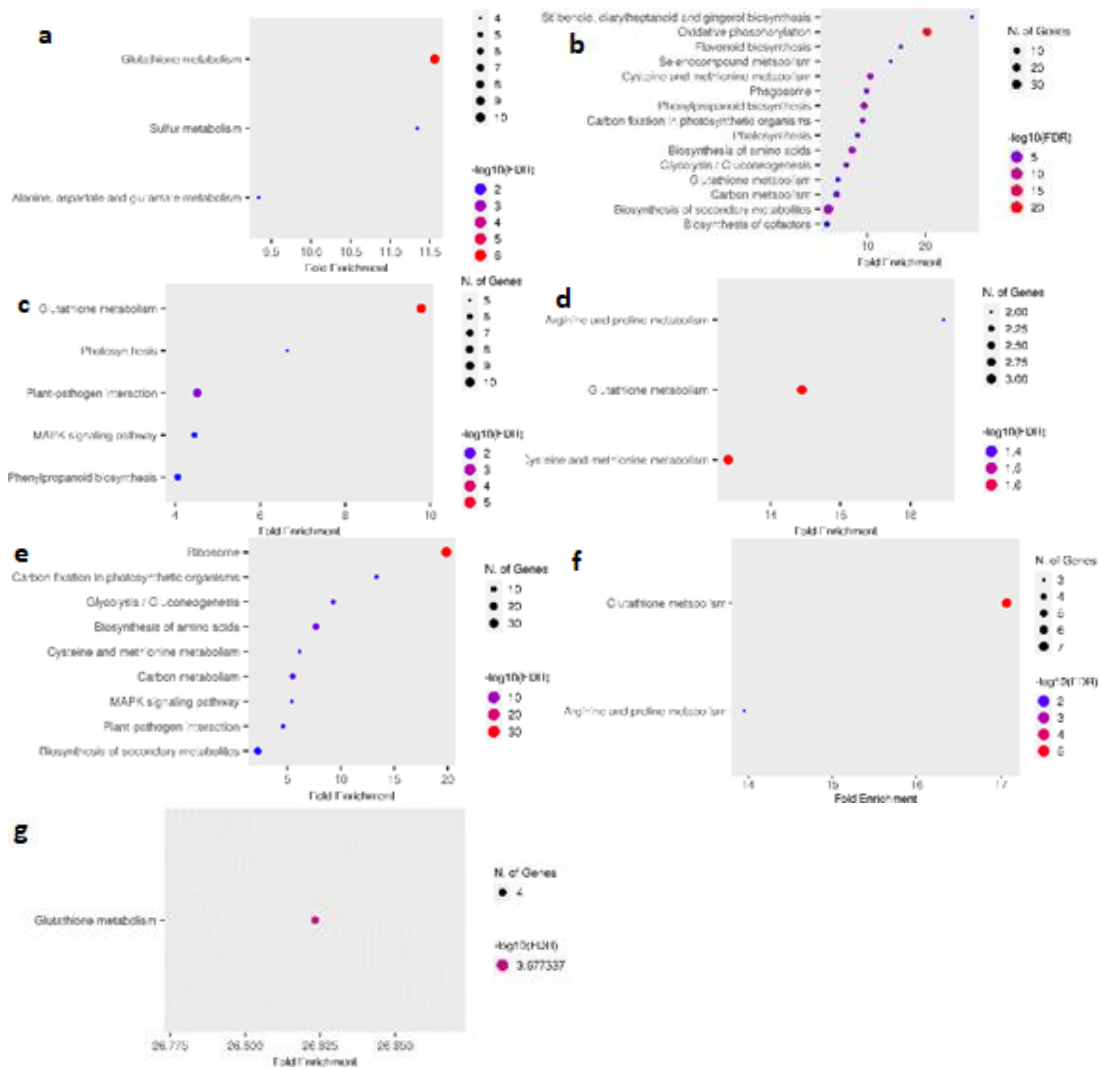 a
Glutathione metabolism
Sulfur metabolism
Alanine, aspartate and glutamate metabolism
9.5 10.0 10.5 11.0 11.5
Fold Enrichment
4
5
6
7
8
9
10
-log10(FDR)
2
3
4
5
6
b
Stilbenoid, diarylheptanoid and gingerol biosynthesis
Oxidative phosphorylation
Flavonoid biosynthesis
Selenocompound metabolism
Cysteine and methionine metabolism
Phagosome
Phenylpropanoid biosynthesis
Carbon fixation in photosynthetic organisms
Photosynthesis
Biosynthesis of amino acids
Glycolysis / Gluconeogenesis
Glutathione metabolism
Carbon metabolism
Biosynthesis of secondary metabolites
Biosynthesis of cofactors
10 20
Fold Enrichment
N. of Genes
10
20
30
-log10(FDR)
5
10
15
20
c
Glutathione metabolism
Photosynthesis
Plant-pathogen interaction
MAPK signaling pathway
Phenylpropanoid biosynthesis
4 6 8 10
Fold Enrichment
N. of Genes
5
6
7
8
9
10
-log10(FDR)
2
3
4
5
d
Arginine and proline metabolism
Glutathione metabolism
Cysteine and methionine metabolism
14
Fold Enrichment
N. of Genes
2.00
2.25
2.50
2.75
3.00
-log10(FDR)
1.4
e
Ribosome
Carbon fixation in photosynthetic organisms
Glycolysis / Gluconeogenesis
Biosynthesis of amino acids
Cysteine and methionine metabolism
Carbon metabolism
MAPK signaling pathway
Plant-pathogen interaction
Biosynthesis of secondary metabolites
5 10 15 20
Fold Enrichment
N. of Genes
10
20
30
-log10(FDR)
10
20
30
f
Glutathione metabolism
Arginine and proline metabolism
14 15 16 17
Fold Enrichment
N. of Genes
3
4
5
6
7
-log10(FDR)
2
3
4
5
g
Glutathione metabolism
26.775 26.800 26.825 26.850
Fold Enrichment
N. of Genes
4
-log10(FDR)
3.677337